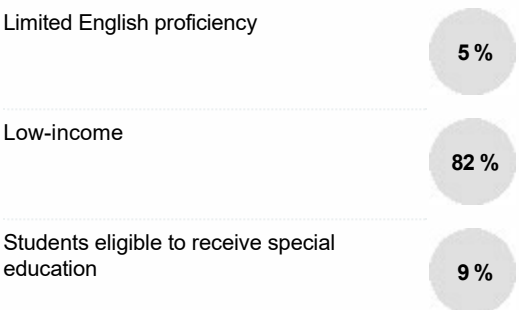 Limited English proficiency
5 %
Low-income
82 %
Students eligible to receive special
education
9 %